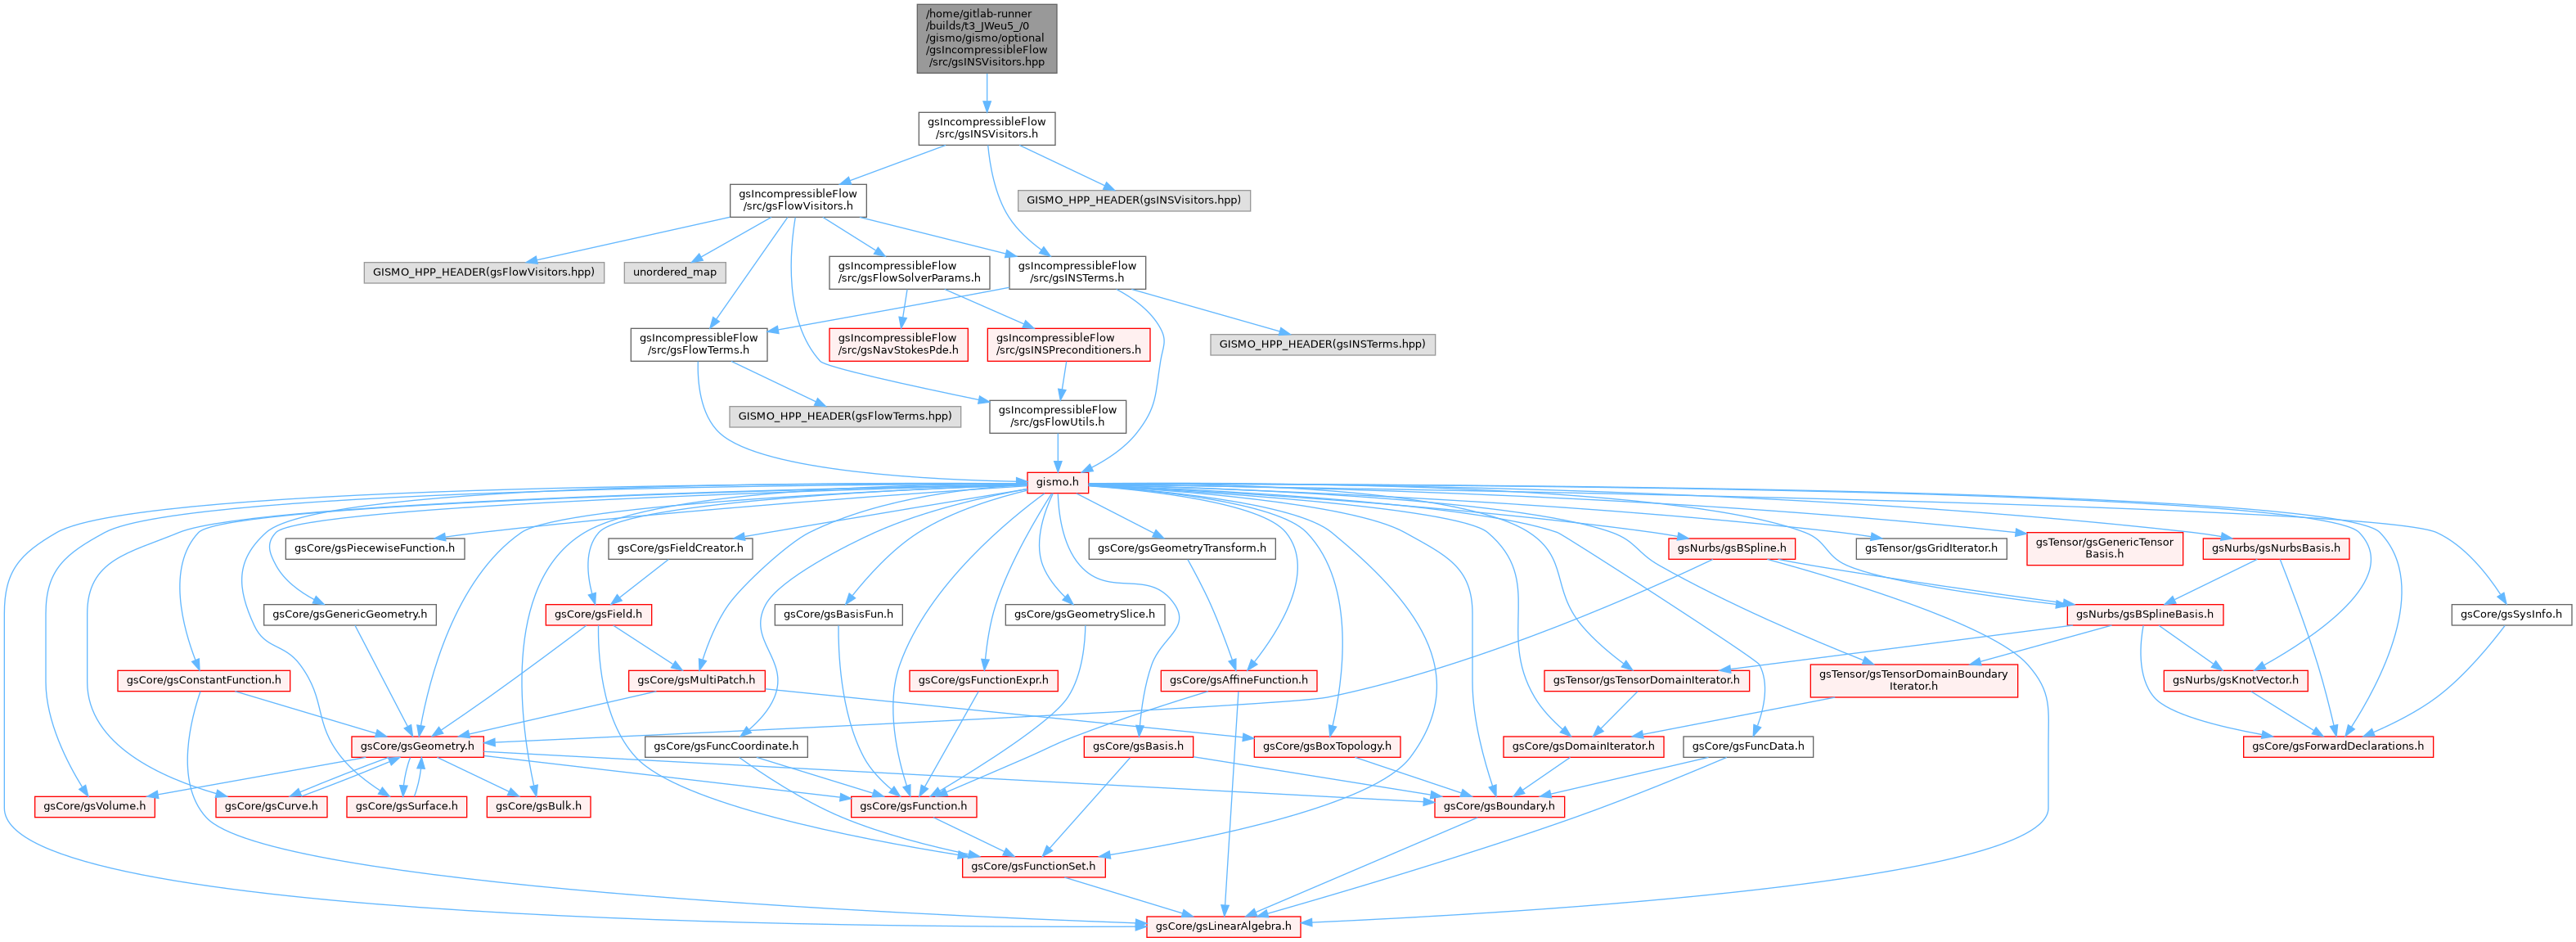 /home/gitlab-runner
/builds/t3_JWeu5_/0
/gismo/gismo/optional
/gsIncompressibleFlow
/src/gsINSVisitors.hpp
gsIncompressibleFlow
/src/gsINSVisitors.h
gsIncompressibleFlow
/src/gsFlowVisitors.h
GISMO_HPP_HEADER(gsINSVisitors.hpp)
GISMO_HPP_HEADER(gsFlowVisitors.hpp)
unordered_map
gsIncompressibleFlow
/src/gsFlowSolverParams.h
gsIncompressibleFlow
/src/gsINSTerms.h
gsIncompressibleFlow
/src/gsFlowTerms.h
gsIncompressibleFlow
/src/gsNavStokesPde.h
gsIncompressibleFlow
/src/gsINSPreconditioners.h
GISMO_HPP_HEADER(gsINSTerms.hpp)
GISMO_HPP_HEADER(gsFlowTerms.hpp)
gsIncompressibleFlow
/src/gsFlowUtils.h
gismo.h
gsCore/gsPiecewiseFunction.h
gsCore/gsFieldCreator.h
gsCore/gsGeometryTransform.h
gsNurbs/gsBSpline.h
gsTensor/gsGridIterator.h
gsTensor/gsGenericTensor
Basis.h
gsNurbs/gsNurbsBasis.h
gsCore/gsGenericGeometry.h
gsCore/gsField.h
gsCore/gsBasisFun.h
gsCore/gsGeometrySlice.h
gsNurbs/gsBSplineBasis.h
gsCore/gsSysInfo.h
gsCore/gsConstantFunction.h
gsCore/gsMultiPatch.h
gsCore/gsFunctionExpr.h
gsCore/gsAffineFunction.h
gsTensor/gsTensorDomainIterator.h
gsTensor/gsTensorDomainBoundary
Iterator.h
gsNurbs/gsKnotVector.h
gsCore/gsGeometry.h
gsCore/gsFuncCoordinate.h
gsCore/gsBasis.h
gsCore/gsBoxTopology.h
gsCore/gsDomainIterator.h
gsCore/gsFuncData.h
gsCore/gsForwardDeclarations.h
gsCore/gsVolume.h
gsCore/gsCurve.h
gsCore/gsSurface.h
gsCore/gsBulk.h
gsCore/gsFunction.h
gsCore/gsBoundary.h
gsCore/gsFunctionSet.h
gsCore/gsLinearAlgebra.h